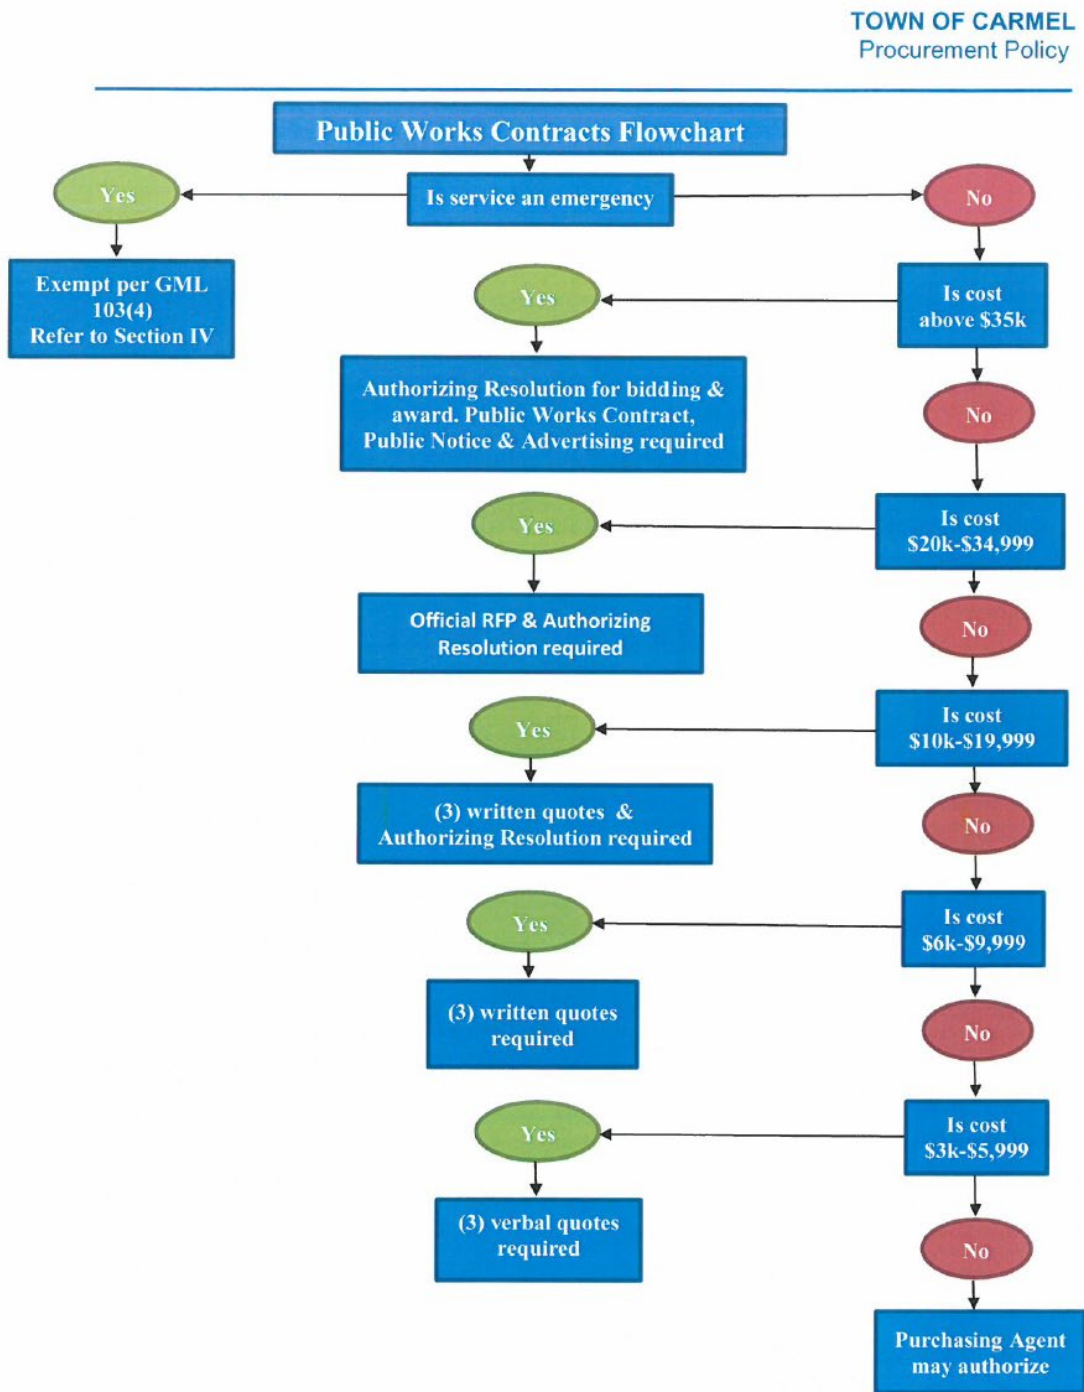 TOWN OF CARMEL
Procurement Policy
Public Works Contracts Flowchart
Yes
Is service an emergency
No
Exempt per GML
103(4)
Refer to Section IV
Yes
Is cost
above $35k
Authorizing Resolution for bidding &
award. Public Works Contract,
Public Notice & Advertising required
No
Yes
Is cost
$20k-$34,999
Official RFP & Authorizing
Resolution required
No
Yes
Is cost
$10k-$19,999
(3) written quotes &
Authorizing Resolution required
No
Yes
Is cost
$6k-$9,999
(3) written quotes
required
No
Yes
Is cost
$3k-$5,999
(3) verbal quotes
required
No
Purchasing Agent
may authorize